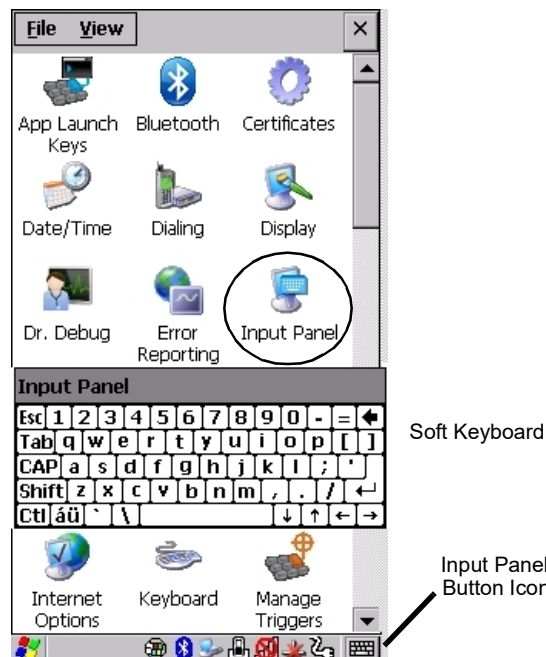 File View ×
App Launch Keys
Bluetooth
Certificates
Date/Time
Dialing
Display
Dr. Debug
Error Reporting
Input Panel
Input Panel
Esc 1 2 3 4 5 6 7 8 9 0 - =
Tab q w e r t y u i o p [ ]
CAP a s d f g h j k l ; '
Shift z x c v b n m , . /
Ctl áü ` \ ↓ ↑ ← →
Soft Keyboard
Internet Options
Keyboard
Manage Triggers
Input Panel
Button Icon